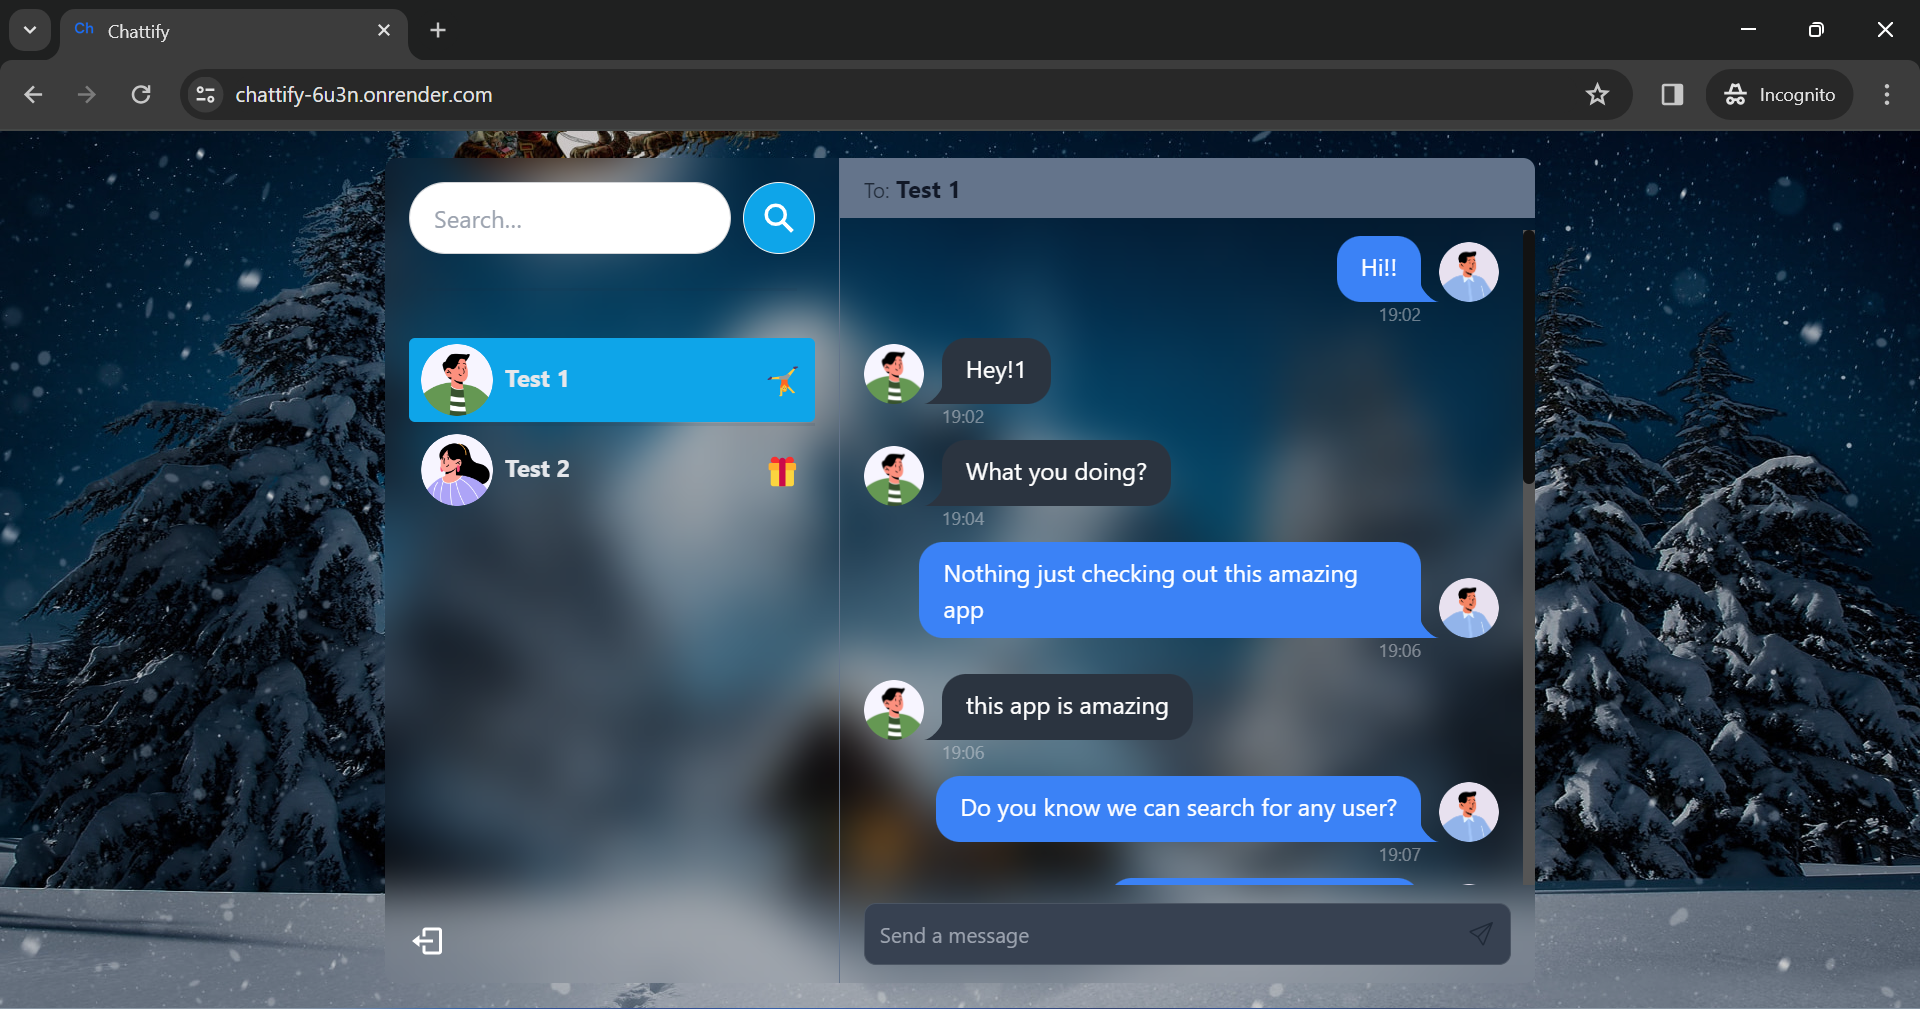 Ch Chattify
chattify-6u3n.onrender.com
Incognito
Search...
Test 1
Test 2
To: Test 1
Hi!!
19:02
Hey!1
19:02
What you doing?
19:04
Nothing just checking out this amazing
app
19:06
this app is amazing
19:06
Do you know we can search for any user?
19:07
Send a message